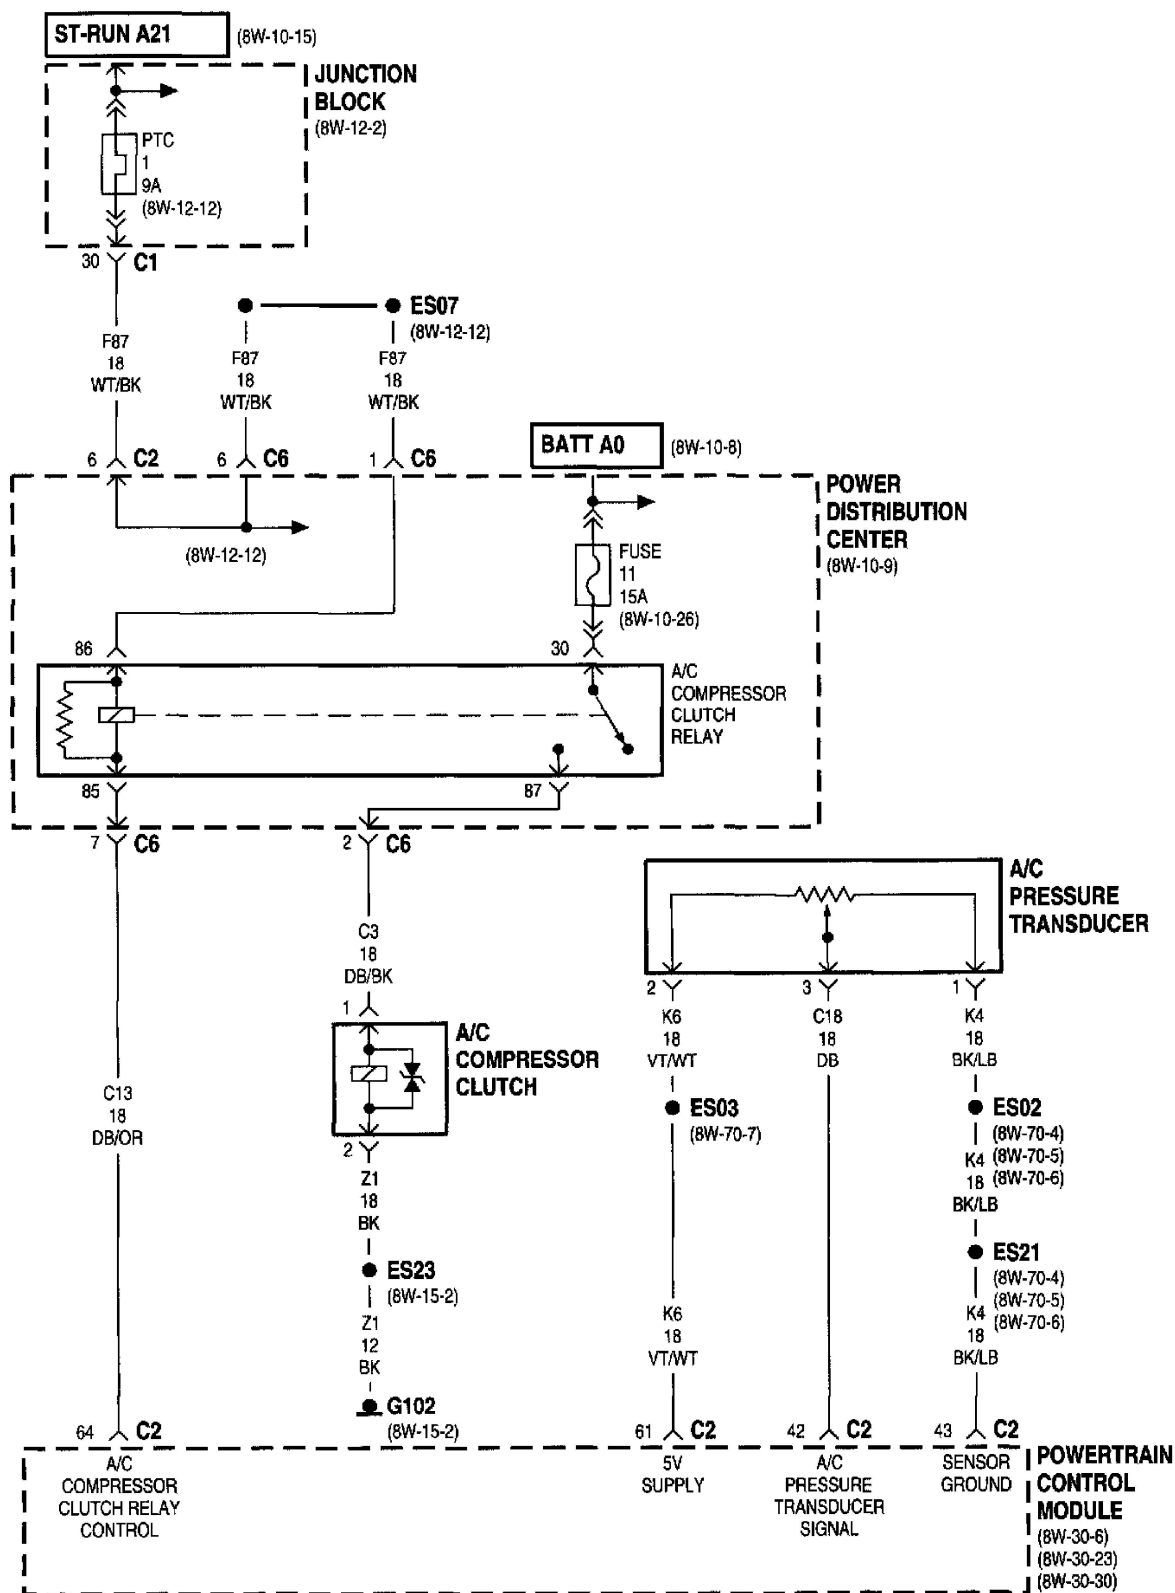 ST-RUN A21
(8W-10-15)
JUNCTION
BLOCK
(8W-12-2)
PTC
1
9A
(8W-12-12)
30
C1
ES07
(8W-12-12)
F87
18
WT/BK
F87
18
WT/BK
F87
18
WT/BK
BATT A0
(8W-10-8)
6
C2
6
C6
1
C6
POWER
DISTRIBUTION
CENTER
(8W-10-9)
(8W-12-12)
FUSE
11
15A
(8W-10-26)
86
30
A/C
COMPRESSOR
CLUTCH
RELAY
85
87
7
C6
2
C6
A/C
PRESSURE
TRANSDUCER
C3
18
DB/BK
2
3
1
K6
18
VT/WT
C18
18
DB
K4
18
BK/LB
1
A/C
COMPRESSOR
CLUTCH
2
C13
18
DB/OR
ES03
(8W-70-7)
ES02
(8W-70-4)
(8W-70-5)
(8W-70-6)
K4
18
BK/LB
Z1
18
BK
ES23
(8W-15-2)
Z1
12
BK
G102
(8W-15-2)
ES21
(8W-70-4)
(8W-70-5)
(8W-70-6)
K6
18
VT/WT
K4
18
BK/LB
64
C2
61
C2
42
C2
43
C2
A/C
COMPRESSOR
CLUTCH RELAY
CONTROL
5V
SUPPLY
A/C
PRESSURE
TRANSDUCER
SIGNAL
SENSOR
GROUND
POWERTRAIN
CONTROL
MODULE
(8W-30-6)
(8W-30-23)
(8W-30-30)